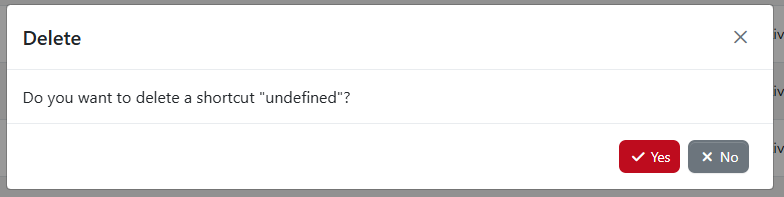 Delete
Do you want to delete a shortcut "undefined"?
Yes
No